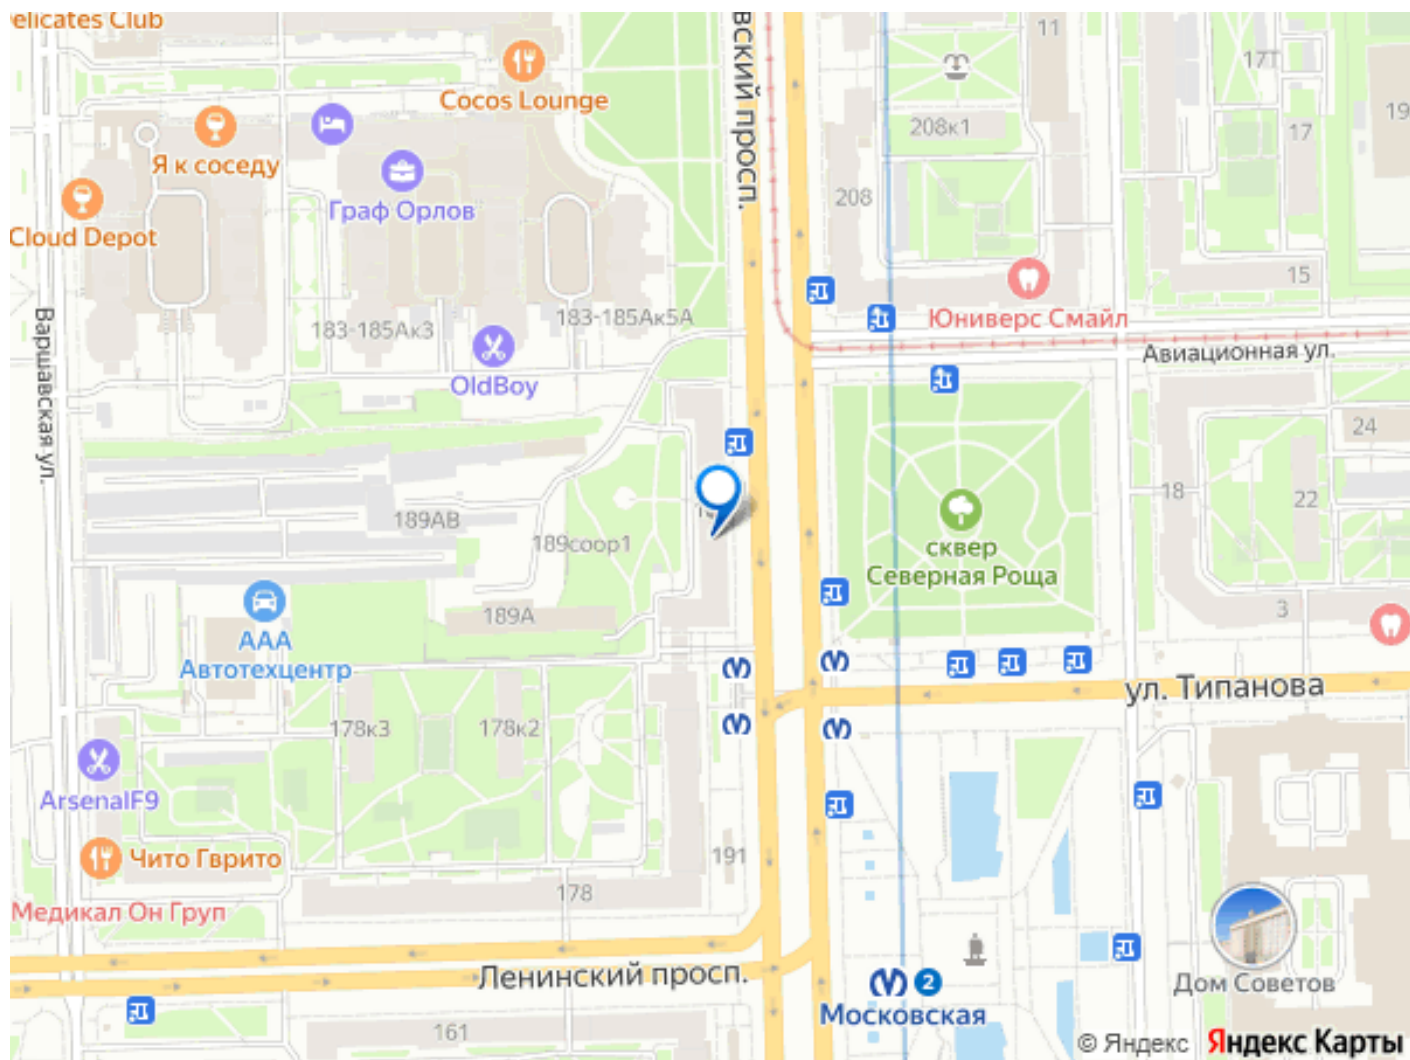 elicates Club
вский просп.
11
17Т
19
Cocos Lounge
208к1
17
Я к соседу
Граф Орлов
208
Cloud Depot
15
183-185Ак3
183-185Ак5А
Юниверс Смайл
Варшавская ул.
OldBoy
Авиационная ул.
24
18
22
189АВ
189соор1
сквер
Северная Роща
3
189А
ААА
Автотехцентр
ул. Типанова
178к3
178к2
ArsenalF9
191
Чито Гврито
178
Медикал Он Груп
Ленинский просп.
2
Московская
Дом Советов
161
© Яндекс Яндекс Карты